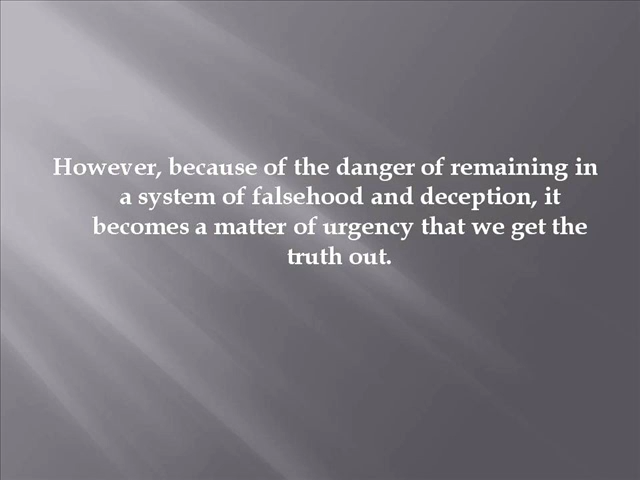 However, because of the danger of remaining in
a system of falsehood and deception, it
becomes a matter of urgency that we get the
truth out.